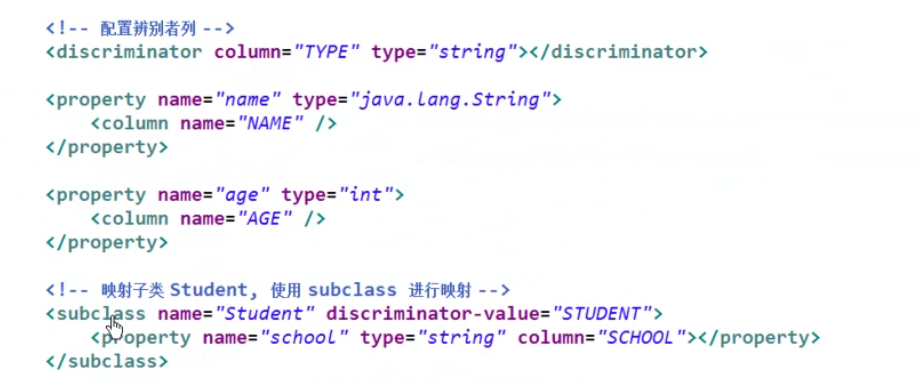 <!-- 配置辨别者列 -->
<discriminator column="TYPE" type="string"></discriminator>
<property name="name" type="java.lang.String">
<column name="NAME" />
</property>
<property name="age" type="int">
<column name="AGE" />
</property>
<!-- 映射子类 Student, 使用 subclass 进行映射 -->
<subclass name="Student" discriminator-value="STUDENT">
<property name="school" type="string" column="SCHOOL"></property>
</subclass>